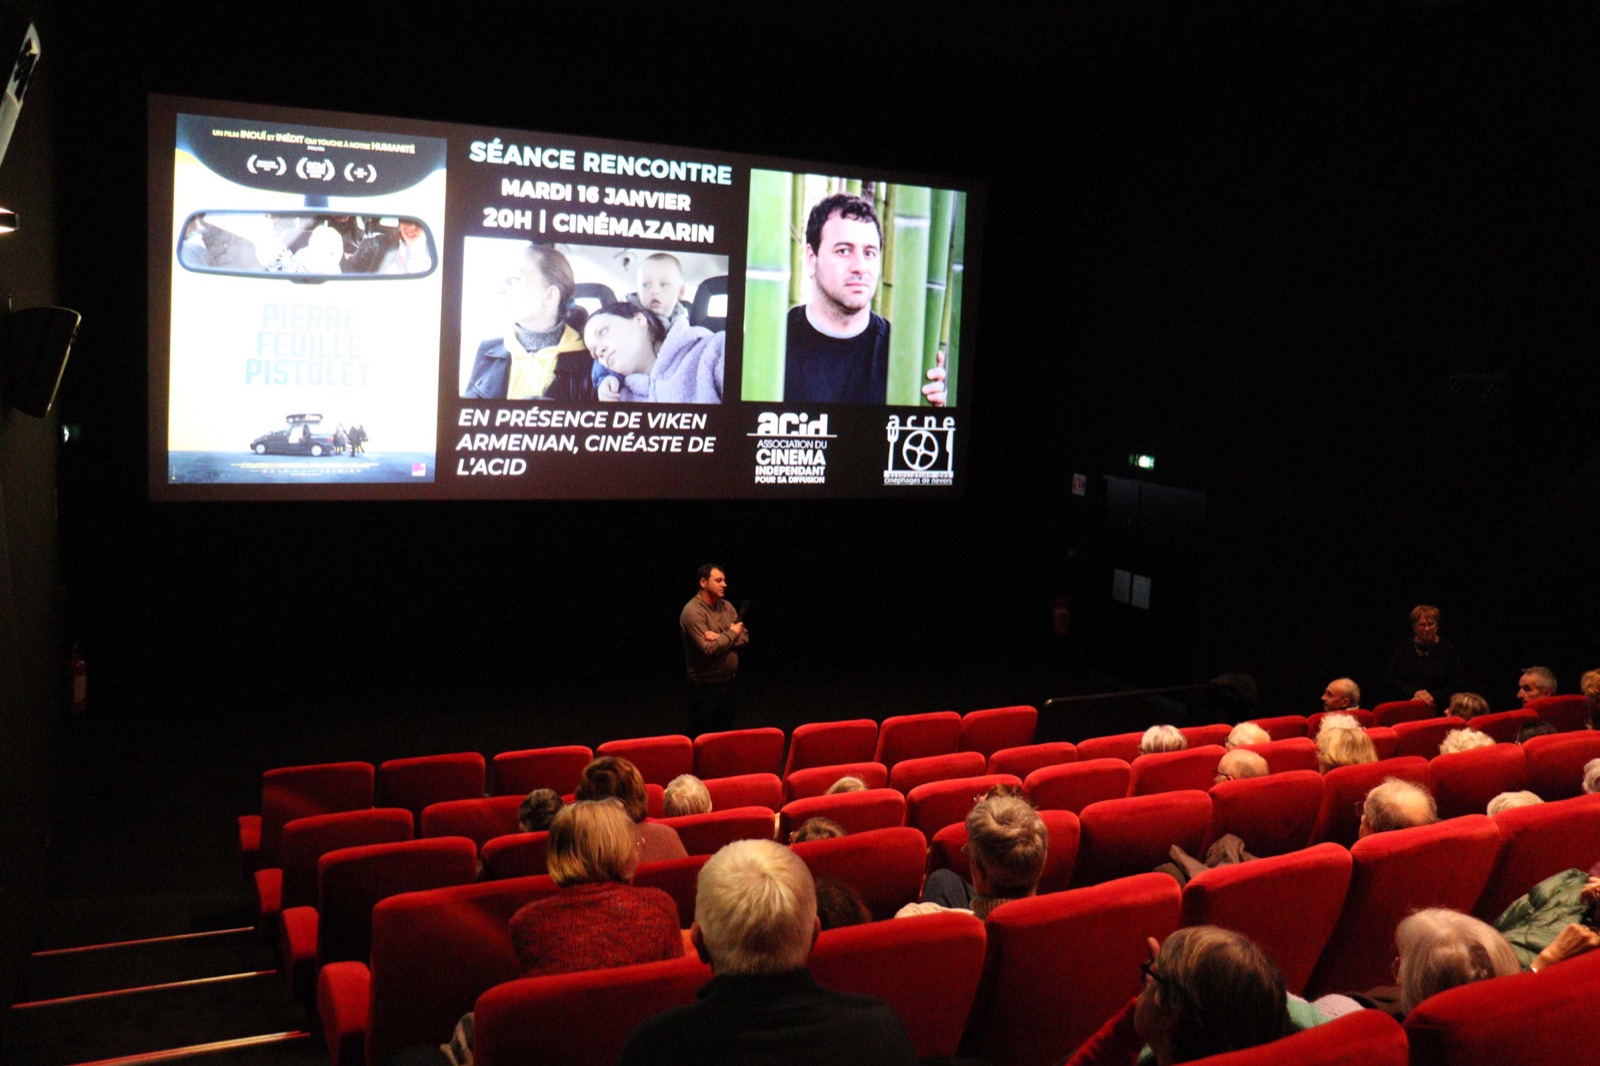 UN FILM INOUÏ ET INÉDIT QUI TOUCHE À NOTRE HUMANITÉ
PIERRE
FEUILLE
PISTOLET
SÉANCE RENCONTRE
MARDI 16 JANVIER
20H | CINÉMAZARIN
EN PRÉSENCE DE VIKEN
ARMENIAN, CINÉASTE DE
L'ACID
acid
ASSOCIATION DU
CINEMA
INDEPENDANT
POUR SA DIFFUSION
acne
association des
cinéphages de nevers